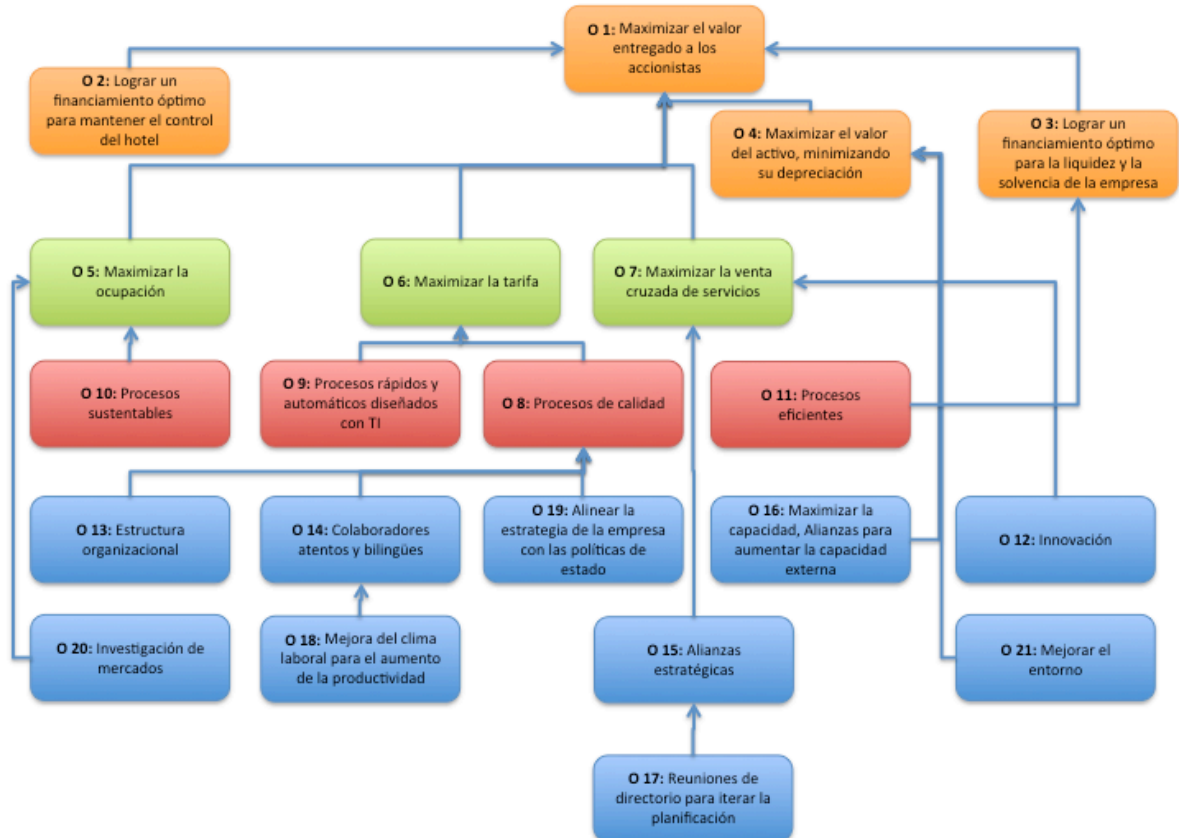 O 1: Maximizar el valor
entregado a los
accionistas
O 2: Lograr un
financiamiento óptimo
para mantener el control
del hotel
O 4: Maximizar el valor
del activo, minimizando
su depreciación
O 3: Lograr un
financiamiento óptimo
para la liquidez y la
solvencia de la empresa
O 5: Maximizar la
ocupación
O 6: Maximizar la tarifa
O 7: Maximizar la venta
cruzada de servicios
O 10: Procesos
sustentables
O 9: Procesos rápidos y
automáticos diseñados
con TI
O 8: Procesos de calidad
O 11: Procesos
eficientes
O 13: Estructura
organizacional
O 14: Colaboradores
atentos y bilingües
O 19: Alinear la
estrategia de la empresa
con las políticas de
estado
O 16: Maximizar la
capacidad, Alianzas para
aumentar la capacidad
externa
O 12: Innovación
O 20: Investigación de
mercados
O 18: Mejora del clima
laboral para el aumento
de la productividad
O 15: Alianzas
estratégicas
O 21: Mejorar el
entorno
O 17: Reuniones de
directorio para iterar la
planificación